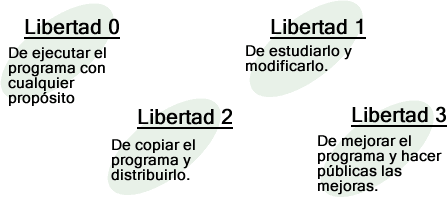 Libertad 0
De ejecutar el
programa con
cualquier
propósito
Libertad 1
De estudiarlo y
modificarlo.
Libertad 2
De copiar el
programa y
distribuirlo.
Libertad 3
De mejorar el
programa y hacer
públicas las
mejoras.